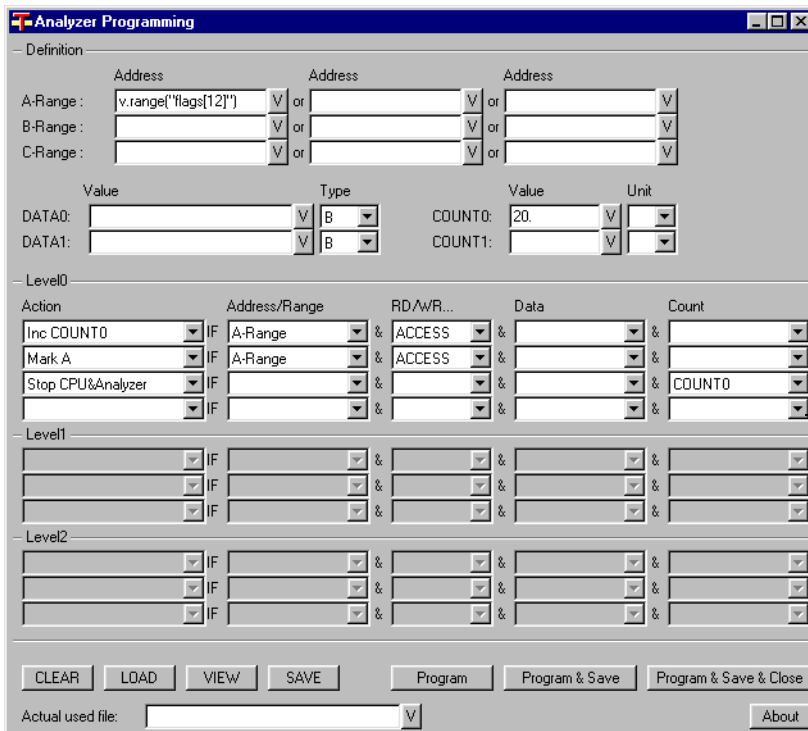 Analyzer Programming
Definition
Address Address Address
A-Range : v.range("flags[12]") V or V or V
B-Range : V or V or V
C-Range : V or V or V
Value Type Value Unit
DATA0: V B COUNT0: 20. V
DATA1: V B COUNT1: V
Level0
Action Address/Range RD/WR... Data Count
Inc COUNT0 IF A-Range & ACCESS & &
Mark A IF A-Range & ACCESS & &
Stop CPU&Analyzer IF & & & COUNT0
IF & & &
Level1
IF & & &
IF & & &
IF & & &
Level2
IF & & &
IF & & &
IF & & &
CLEAR LOAD VIEW SAVE Program Program & Save Program & Save & Close
Actual used file: V About